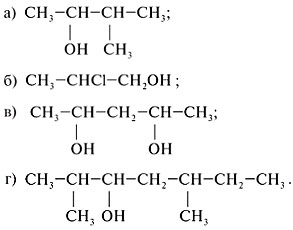 а) CH₃−CH−CH−CH₃;
OH CH₃
б) CH₃−CHCl−CH₂OH;
в) CH₃−CH−CH₂−CH−CH₃;
OH OH
г) CH₃−CH−CH−CH₂−CH−CH₂−CH₃.
CH₃ OH CH₃